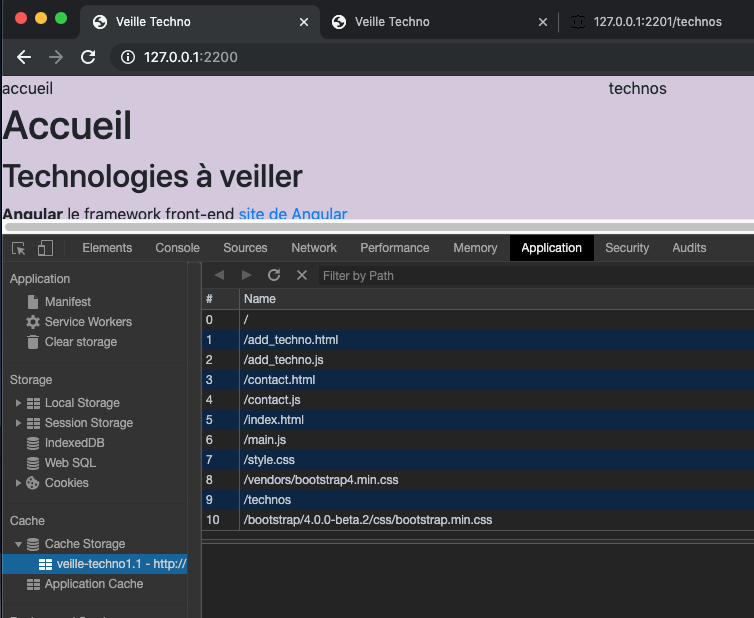 Veille Techno
Veille Techno
127.0.0.1:2201/technos
127.0.0.1:2200
accueil
technos
Accueil
Technologies à veiller
Angular le framework front-end site de Angular
Elements Console Sources Network Performance Memory Application Security Audits
Application
Manifest
Service Workers
Clear storage
Storage
Local Storage
Session Storage
IndexedDB
Web SQL
Cookies
Cache
Cache Storage
veille-techno1.1 - http://
Application Cache
Filter by Path
# Name
0 /
1 /add_techno.html
2 /add_techno.js
3 /contact.html
4 /contact.js
5 /index.html
6 /main.js
7 /style.css
8 /vendors/bootstrap4.min.css
9 /technos
10 /bootstrap/4.0.0-beta.2/css/bootstrap.min.css